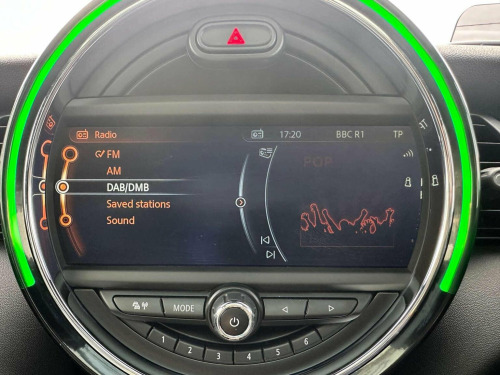 Radio 17:20 BBC R1 TP
FM
AM
DAB/DMB
Saved stations
Sound
POP
MODE
1 2 3 4 5 6